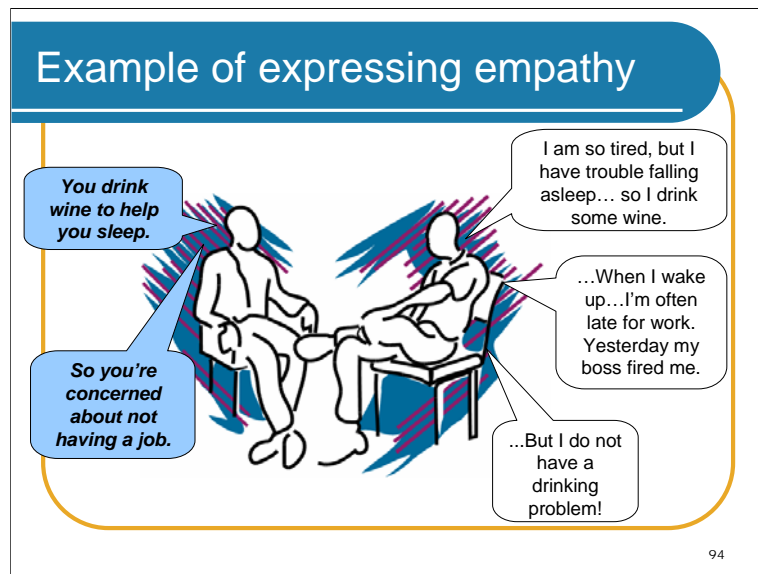 Example of expressing empathy
I am so tired, but I
have trouble falling
asleep… so I drink
some wine.
You drink
wine to help
you sleep.
…When I wake
up…I’m often
late for work.
Yesterday my
boss fired me.
So you’re
concerned
about not
having a job.
...But I do not
have a
drinking
problem!
94